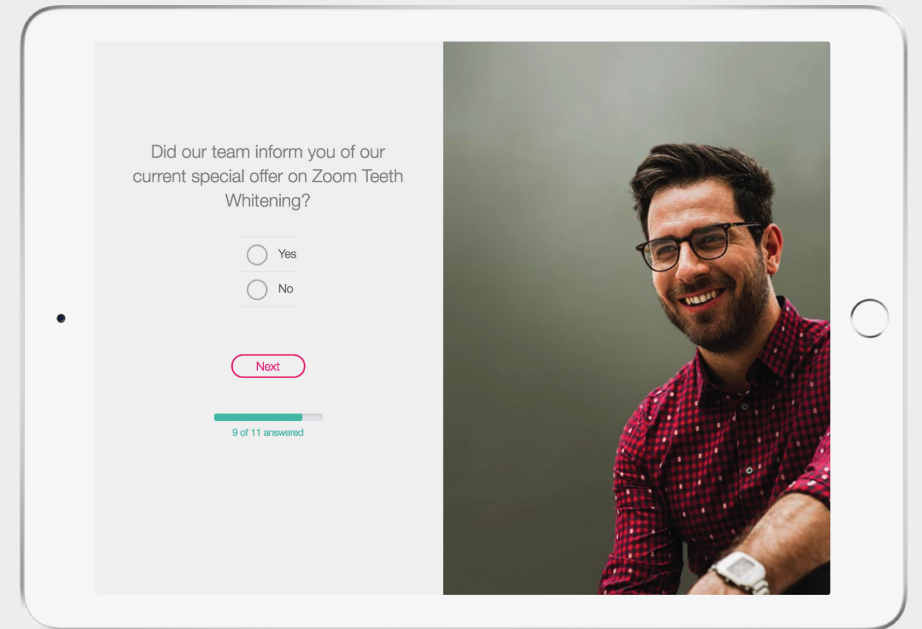 Did our team inform you of our
current special offer on Zoom Teeth
Whitening?
Yes
No
Next
9 of 11 answered